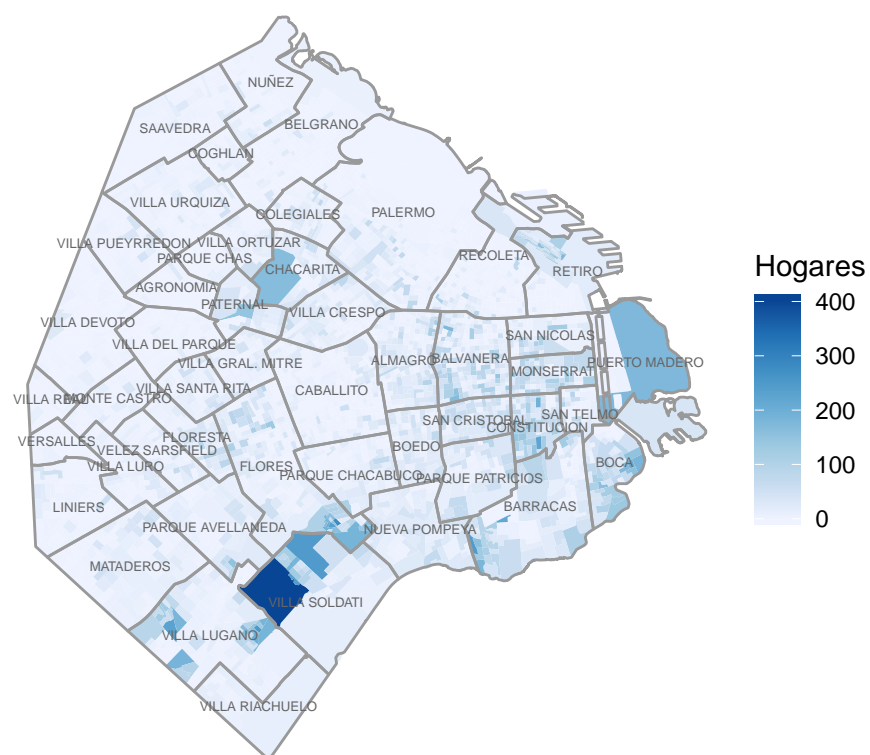 NUÑEZ
SAAVEDRA
BELGRANO
COGHLAN
VILLA URQUIZA
COLEGIALES
PALERMO
VILLA PUEYRREDON
VILLA ORTUZAR
PARQUE CHAS
RECOLETA
CHACARITA
RETIRO
AGRONOMIA
PATERNAL
VILLA CRESPO
VILLA DEVOTO
SAN NICOLAS
VILLA DEL PARQUE
BALVANERA
ALMAGRO
VILLA GRAL. MITRE
PUERTO MADERO
MONSERRAT
VILLA SANTA RITA
CABALLITO
VILLA REAL
MONTE CASTRO
SAN TELMO
SAN CRISTOBAL
CONSTITUCION
FLORESTA
VERSALLES
BOEDO
VELEZ SARSFIELD
BOCA
VILLA LURO
FLORES
PARQUE CHACABUCO
PARQUE PATRICIOS
LINIERS
BARRACAS
PARQUE AVELLANEDA
NUEVA POMPEYA
MATADEROS
VILLA SOLDATI
VILLA LUGANO
VILLA RIACHUELO
Hogares
400
300
200
100
0